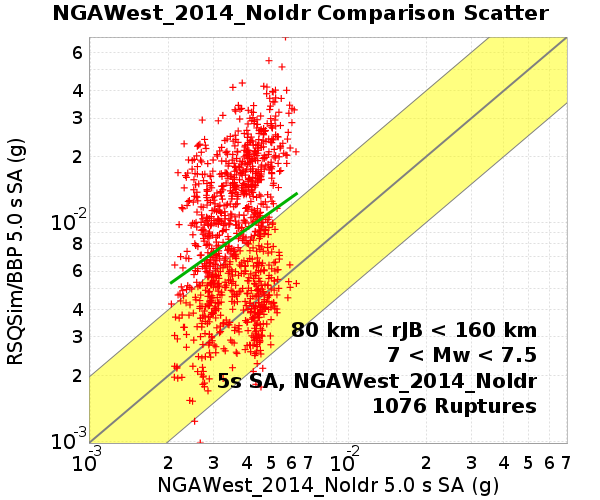 NGAWest_2014_NoIdr Comparison Scatter
RSQSim/BBP 5.0 s SA (g)
6
4
3
2
10-2
8
6
4
3
2
10-3
80 km < rJB < 160 km
7 < Mw < 7.5
5s SA, NGAWest_2014_NoIdr
1076 Ruptures
10-3 2 3 4 5 6 7 10-2 2 3 4 5 6 7
NGAWest_2014_NoIdr 5.0 s SA (g)